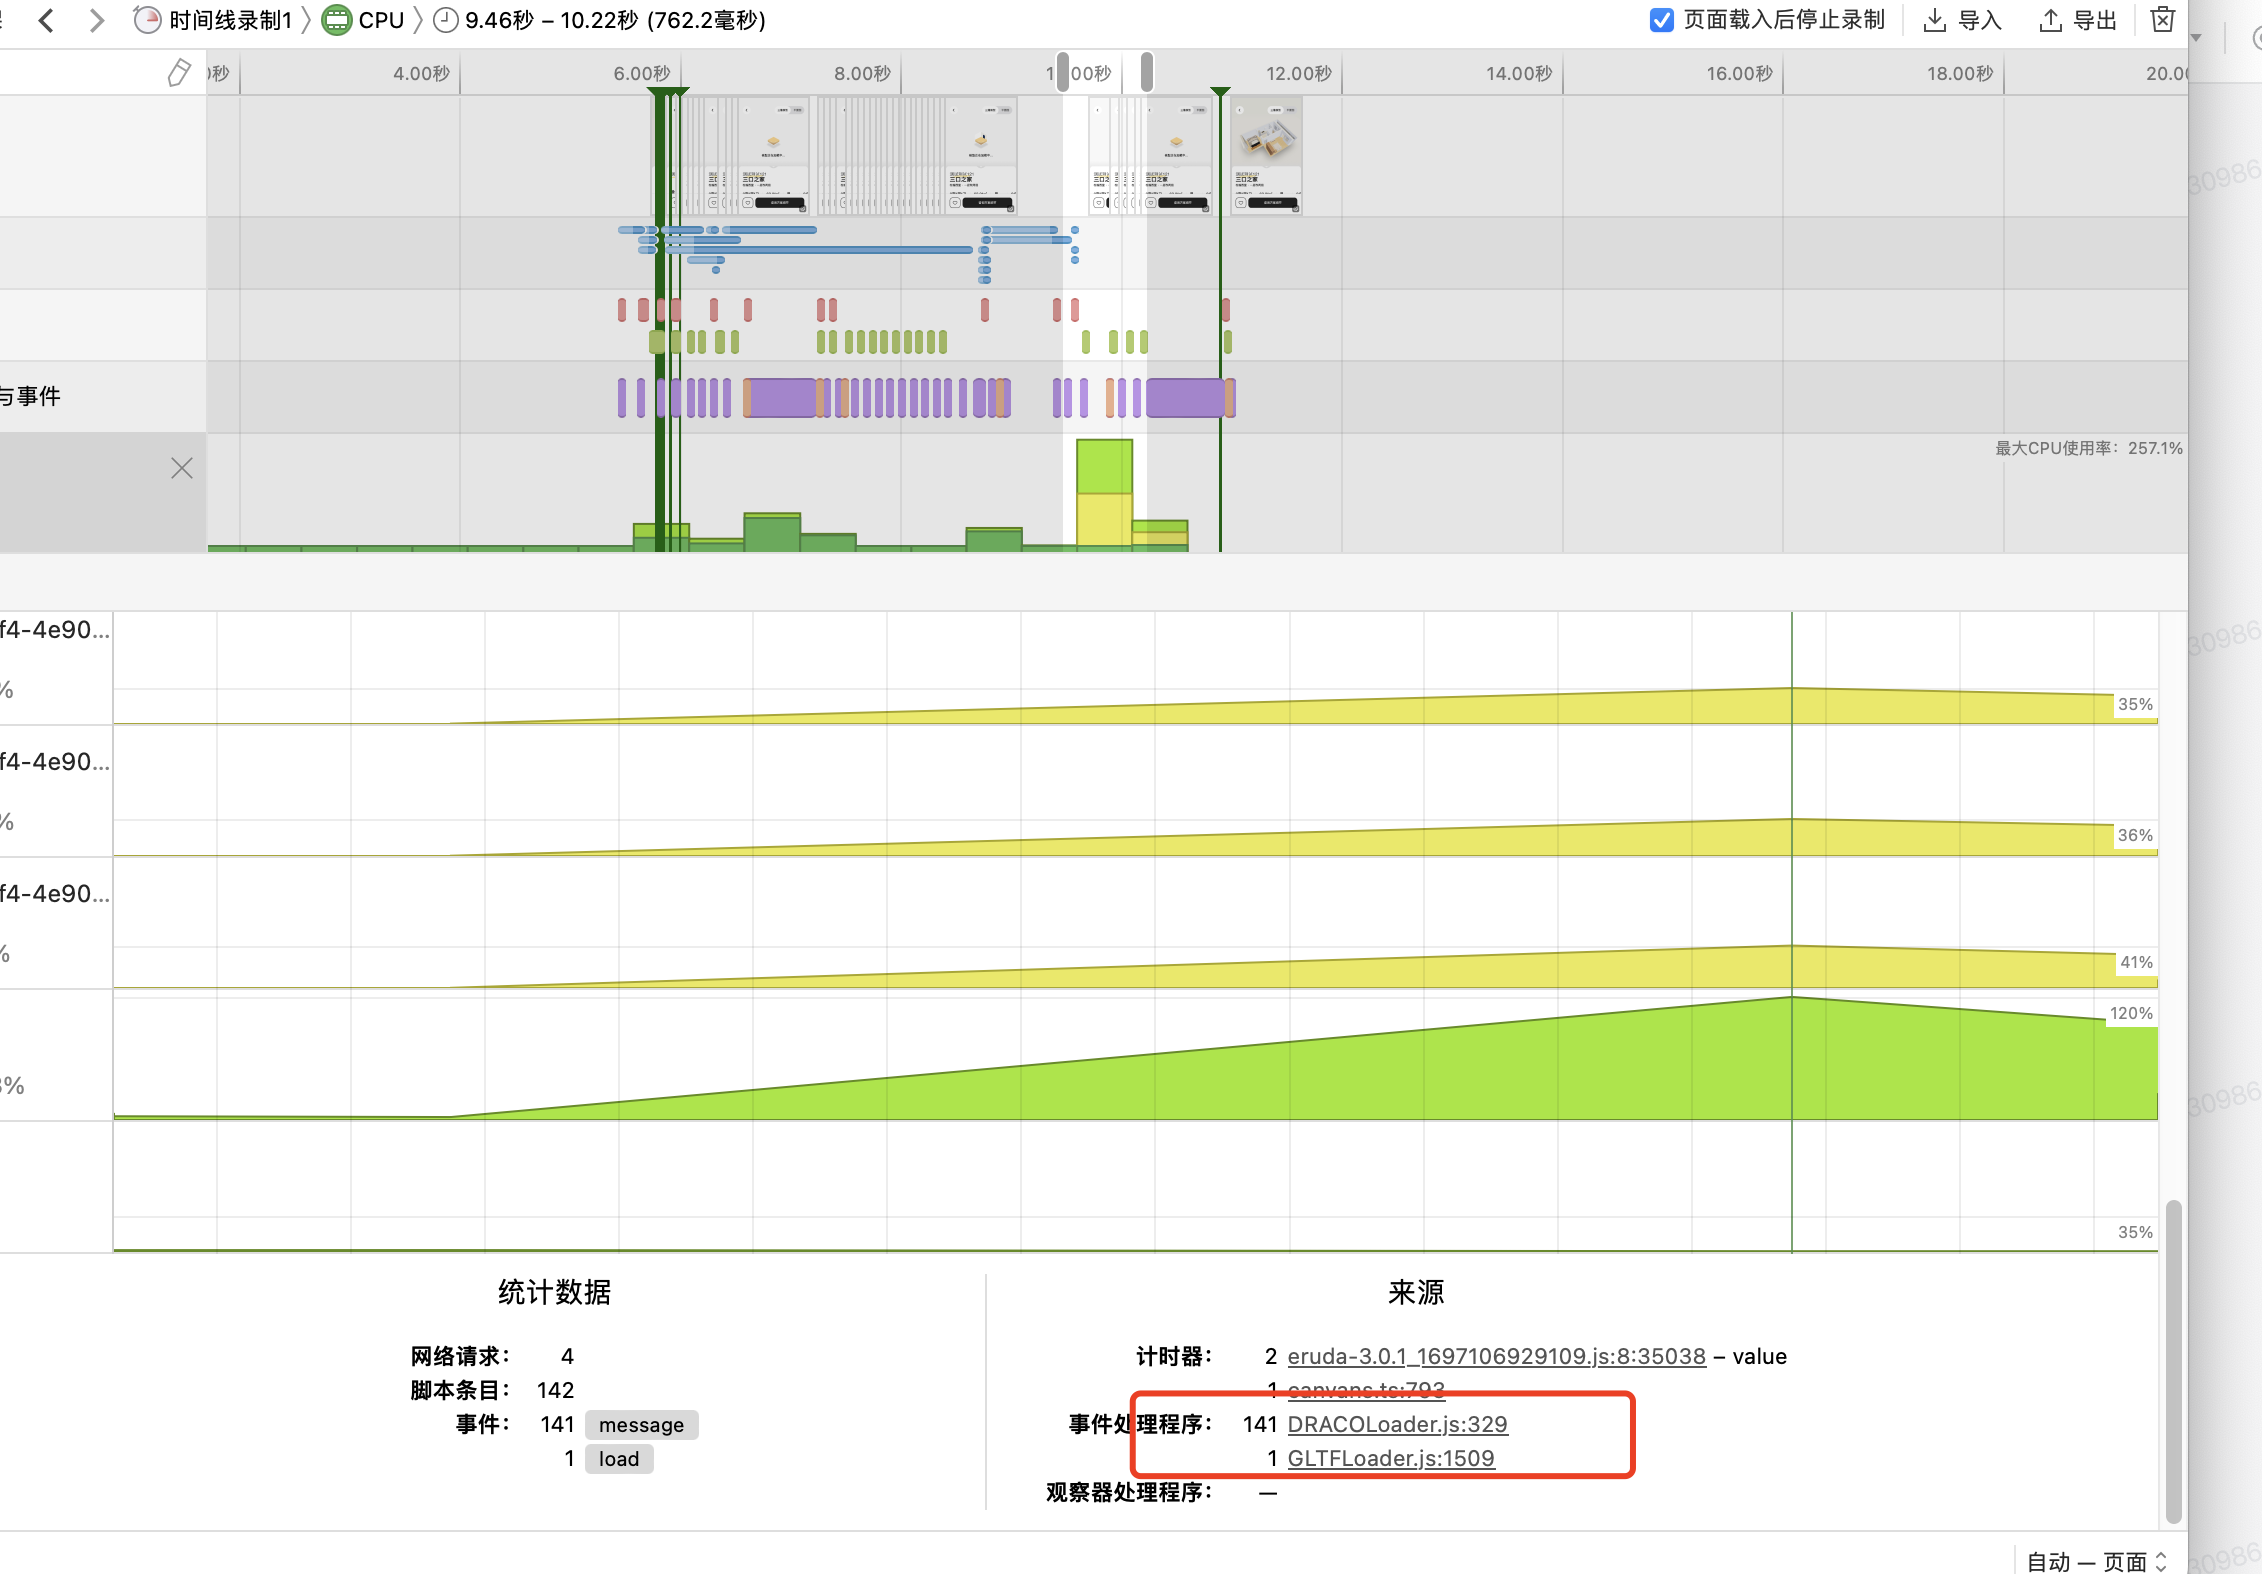 时间线录制1 CPU 9.46秒 – 10.22秒 (762.2毫秒) 页面载入后停止录制 导入 导出
4.00秒 6.00秒 8.00秒 12.00秒 14.00秒 16.00秒 18.00秒
与事件
最大CPU使用率：257.1%
f4-4e90...
% 35%
f4-4e90...
% 36%
f4-4e90...
% 41%
120%
3%
35%
统计数据
网络请求： 4
脚本条目： 142
事件： 141 message
1 load
来源
计时器： 2 eruda-3.0.1_1697106929109.js:8:35038 – value
1 canvans.ts:793
事件处理程序： 141 DRACOLoader.js:329
1 GLTFLoader.js:1509
观察器处理程序： —
自动 — 页面
30986
30986
30986
30986